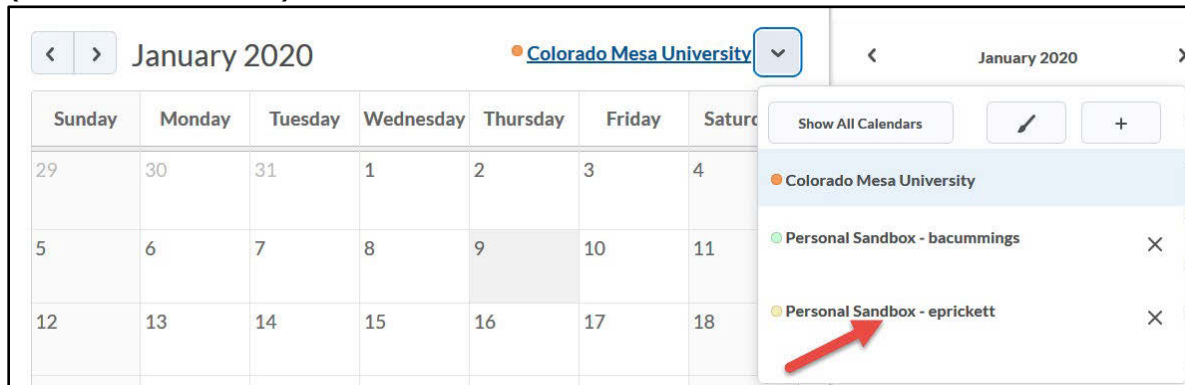 January 2020
Colorado Mesa University
January 2020
Sunday Monday Tuesday Wednesday Thursday Friday Saturd
Show All Calendars +
29 30 31 1 2 3 4
Colorado Mesa University
5 6 7 8 9 10 11
Personal Sandbox - bacummings
12 13 14 15 16 17 18
Personal Sandbox - eprickett